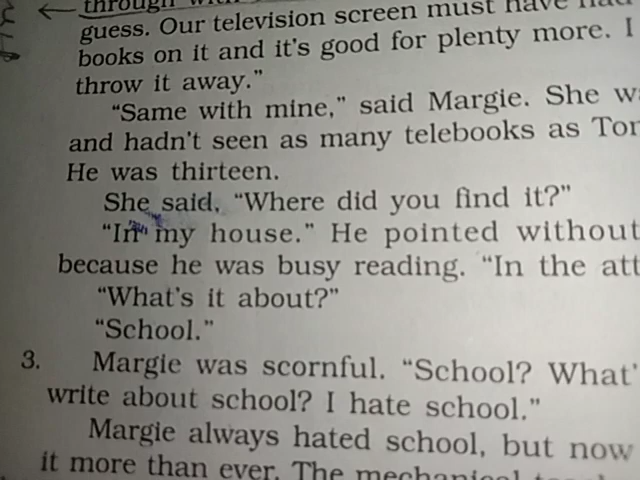 through with
guess. Our television screen must have had
books on it and it's good for plenty more. I
throw it away."
"Same with mine," said Margie. She
and hadn't seen as many telebooks as
He was thirteen.
She said, "Where did you find it?"
"In my house." He pointed without
because he was busy reading. "In the
"What's it about?"
"School."
3. Margie was scornful. "School? What'
write about school? I hate school."
Margie always hated school, but now
it more than ever. The mechanical